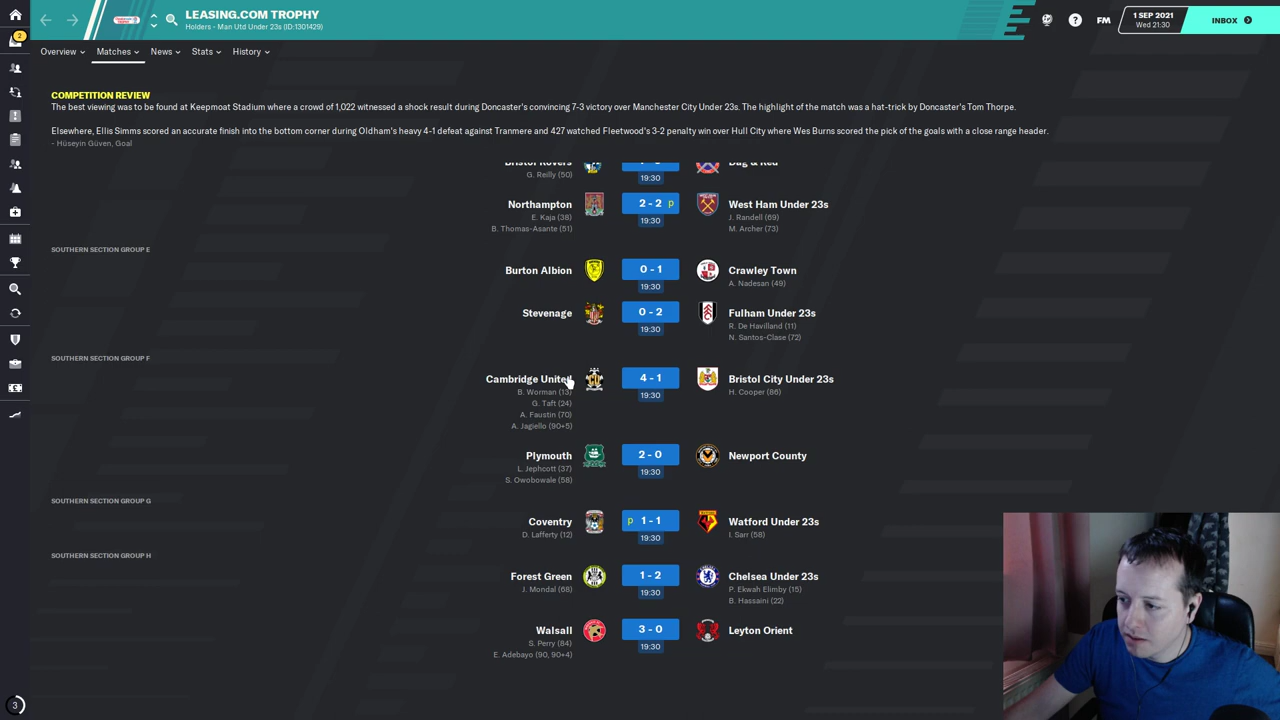 LEASING.COM TROPHY
Holders - Man Utd Under 23s (ID:1301429)
FM
1 SEP 2021
Wed 21:30
INBOX
2
Overview
Matches
News
Stats
History
COMPETITION REVIEW
The best viewing was to be found at Keepmoat Stadium where a crowd of 1,022 witnessed a shock result during Doncaster's convincing 7-3 victory over Manchester City Under 23s. The highlight of the match was a hat-trick by Doncaster's Tom Thorpe.
Elsewhere, Ellis Simms scored an accurate finish into the bottom corner during Oldham's heavy 4-1 defeat against Tranmere and 427 watched Fleetwood's 3-2 penalty win over Hull City where Wes Burns scored the pick of the goals with a close range header.
- Hüseyin Güven, Goal
Bristol Rovers Dag & Red
G. Reilly (50) 19:30
Northampton 2 - 2 p West Ham Under 23s
E. Kaja (38) 19:30 J. Randell (69)
B. Thomas-Asante (51) M. Archer (73)
SOUTHERN SECTION GROUP E
Burton Albion 0 - 1 Crawley Town
19:30 A. Nadesan (49)
Stevenage 0 - 2 Fulham Under 23s
19:30 R. De Havilland (11)
N. Santos-Clase (72)
SOUTHERN SECTION GROUP F
Cambridge United 4 - 1 Bristol City Under 23s
B. Worman (13) 19:30 H. Cooper (86)
G. Taft (24)
A. Faustin (70)
A. Jagiello (90+5)
Plymouth 2 - 0 Newport County
L. Jephcott (37) 19:30
S. Owobowale (58)
SOUTHERN SECTION GROUP G
Coventry p 1 - 1 Watford Under 23s
D. Lafferty (12) 19:30 I. Sarr (58)
SOUTHERN SECTION GROUP H
Forest Green 1 - 2 Chelsea Under 23s
J. Mondal (68) 19:30 P. Ekwah Elimby (15)
B. Hassaini (22)
Walsall 3 - 0 Leyton Orient
S. Perry (84) 19:30
E. Adebayo (90, 90+4)
3